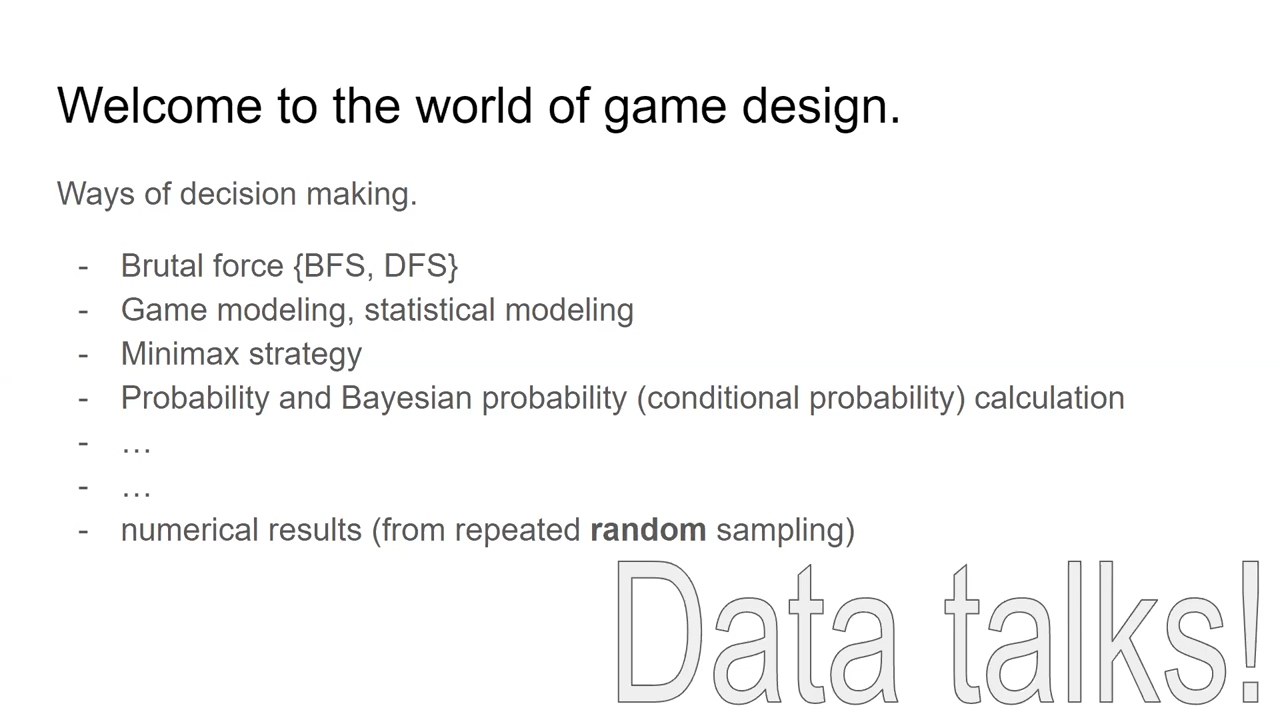 Welcome to the world of game design.
Ways of decision making.
- Brutal force {BFS, DFS}
- Game modeling, statistical modeling
- Minimax strategy
- Probability and Bayesian probability (conditional probability) calculation
- …
- …
- numerical results (from repeated random sampling)
Data talks!